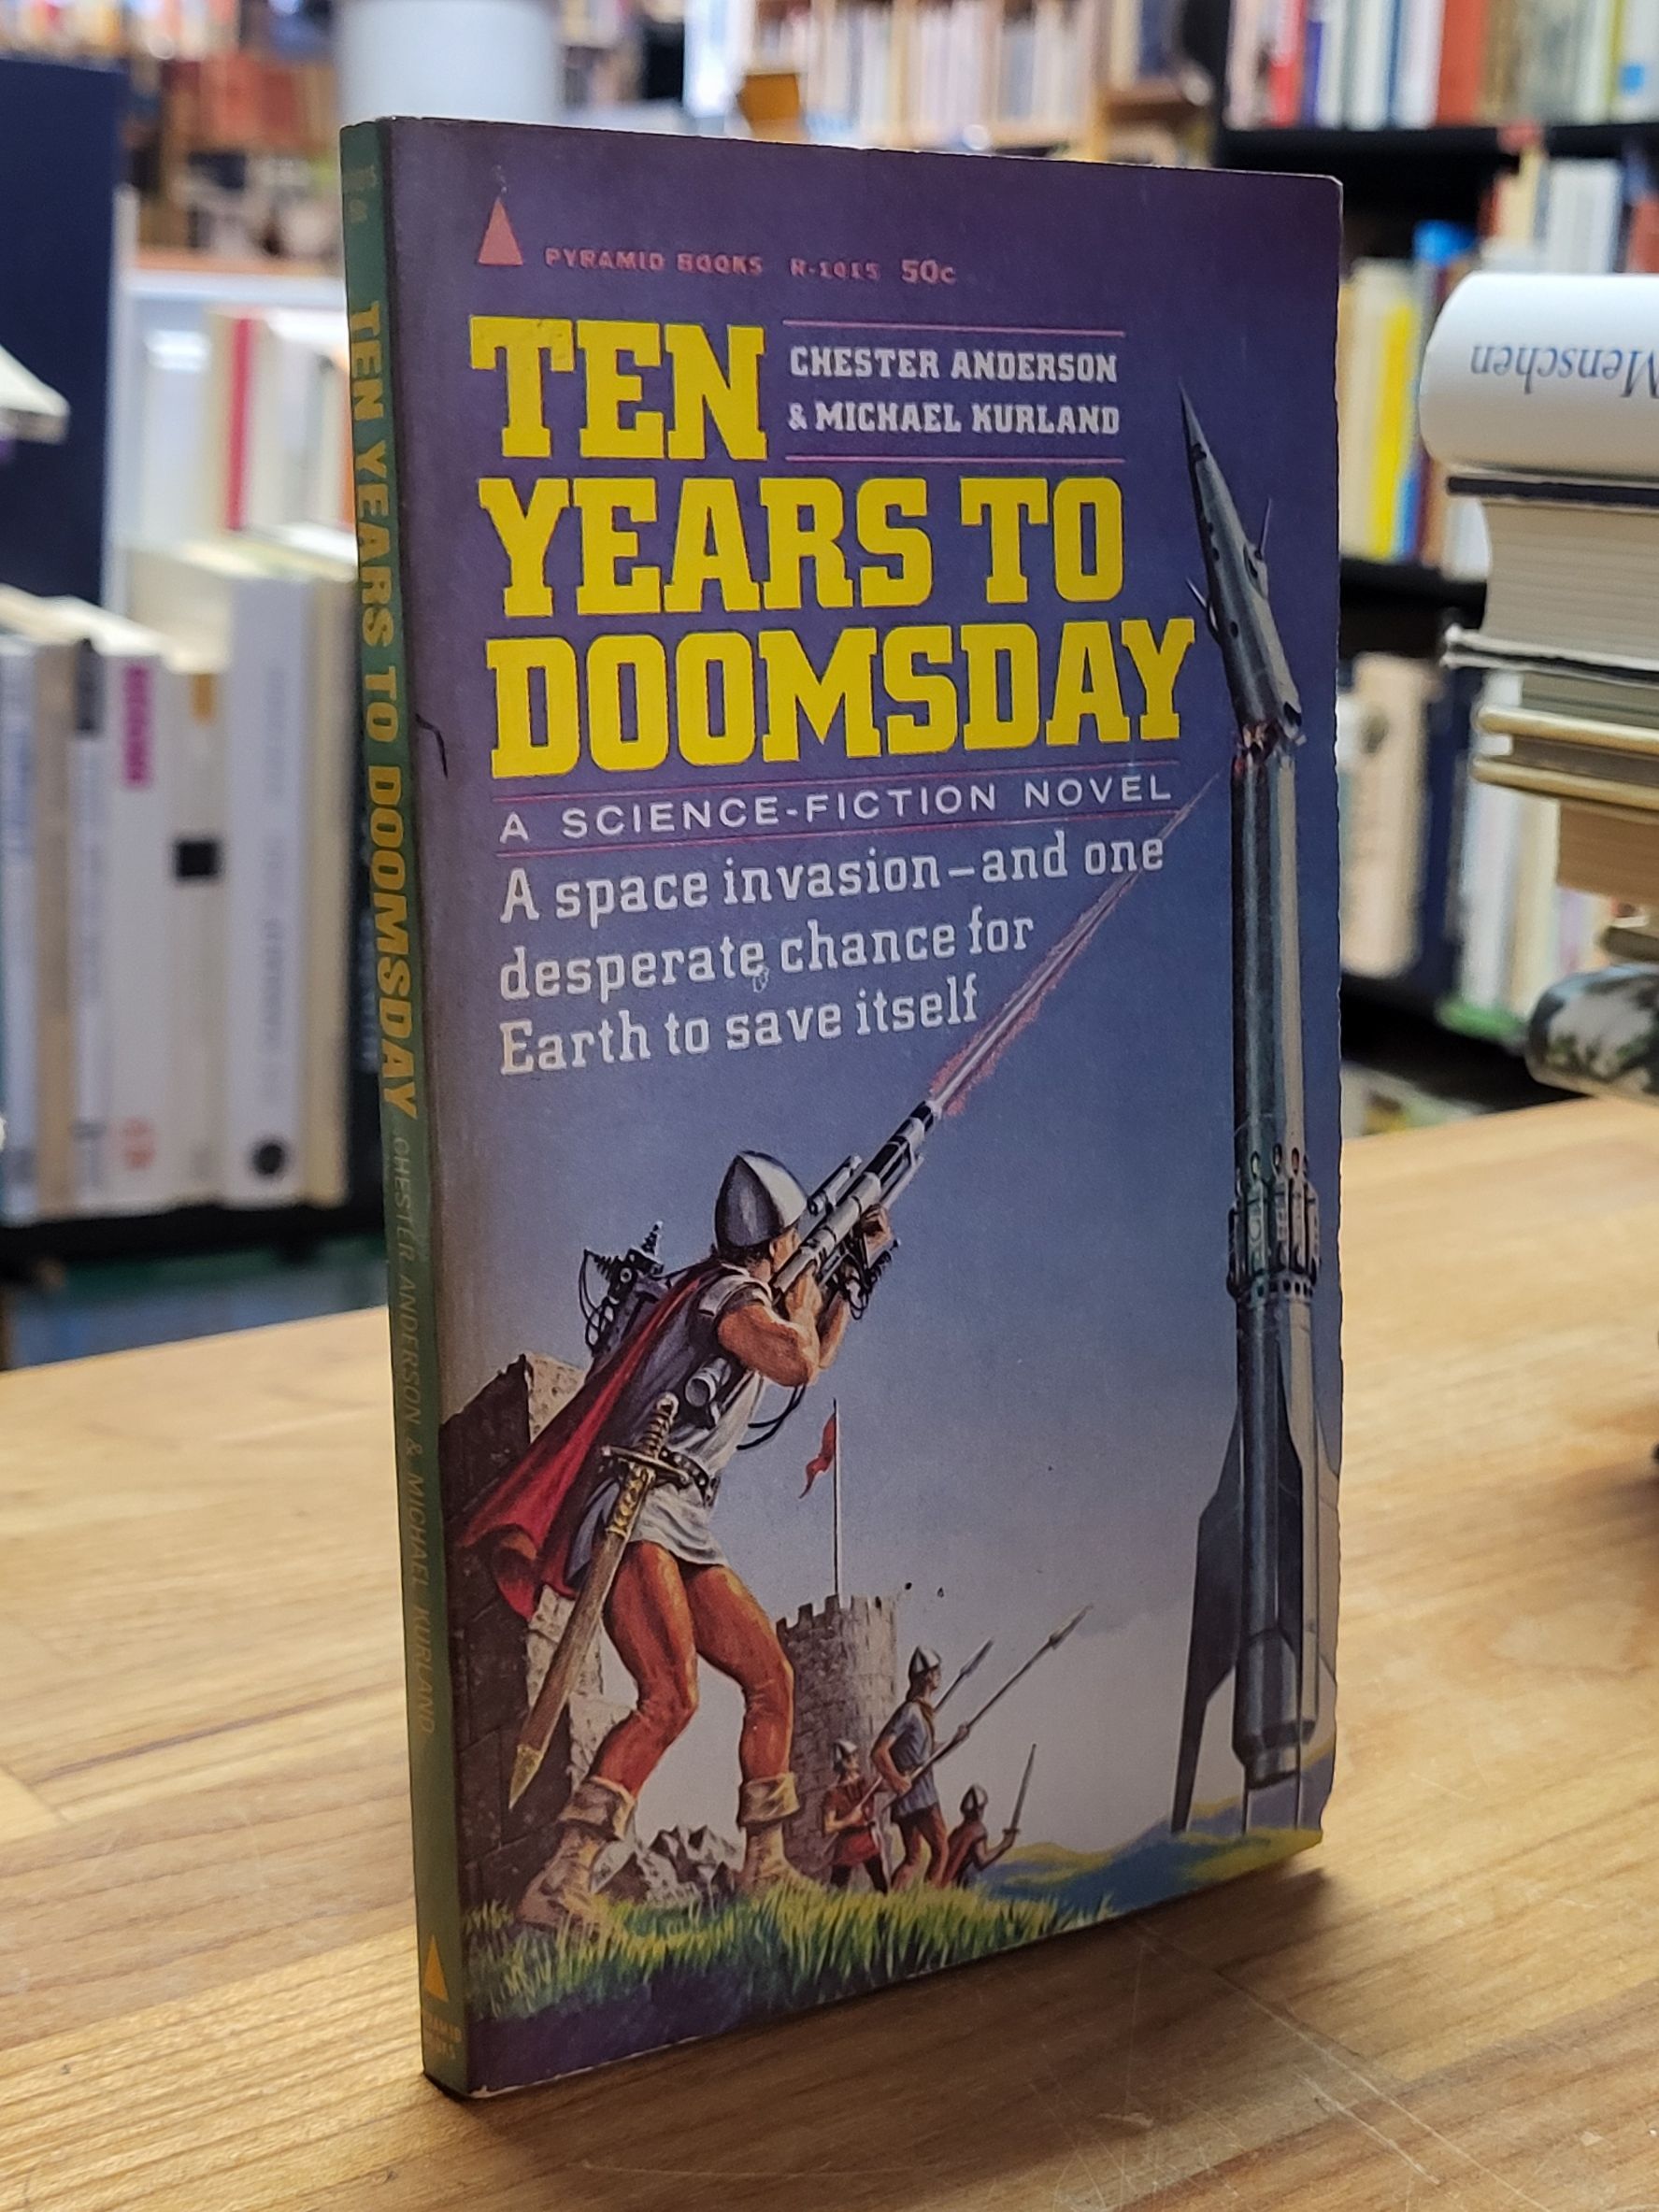 PYRAMID BOOKS R-1015 50c
TEN
CHESTER ANDERSON
& MICHAEL KURLAND
YEARS TO
DOOMSDAY
A SCIENCE-FICTION NOVEL
A space invasion—and one
desperate chance for
Earth to save itself
TEN YEARS TO DOOMSDAY CHESTER ANDERSON & MICHAEL KURLAND
Menschen